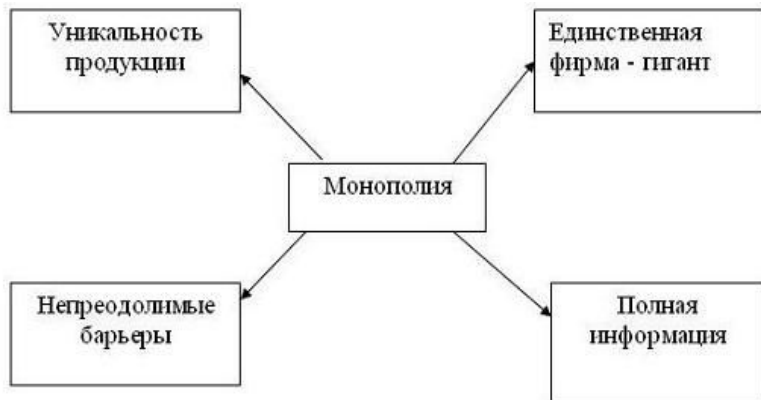 Уникальность
продукции
Единственная
фирма - гигант
Монополия
Непреодолимые
барьеры
Полная
информация